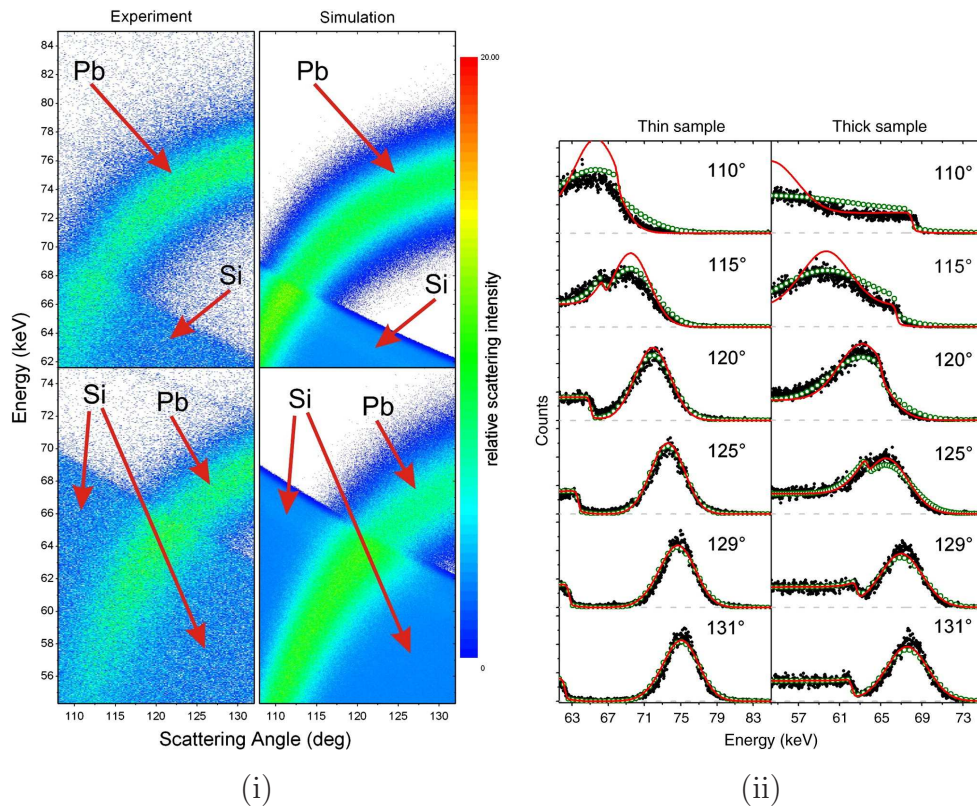 Experiment
Simulation
84
82
80
78
76
74
72
70
68
66
64
62
Pb
Si
Pb
Si
74
72
70
68
66
64
62
60
58
56
Si
Pb
Si
Pb
Energy (keV)
110 115 120 125 130
110 115 120 125 130
Scattering Angle (deg)
20.00
relative scattering intensity
0
Thin sample
Thick sample
110°
110°
115°
115°
120°
120°
125°
125°
129°
129°
131°
131°
Counts
63 67 71 75 79 83
57 61 65 69 73
Energy (keV)
(i)
(ii)